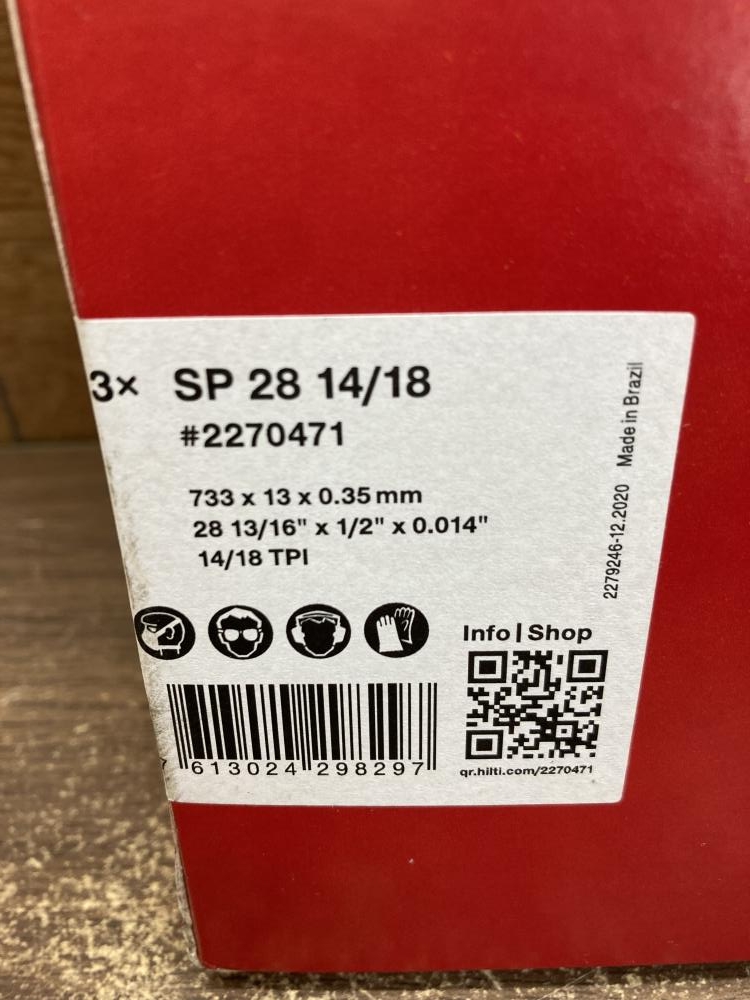 3× SP 28 14/18
#2270471
733 x 13 x 0.35 mm
28 13/16" x 1/2" x 0.014"
14/18 TPI
2279246-12.2020 Made in Brazil
Info | Shop
qr.hilti.com/2270471
7 613024 298297